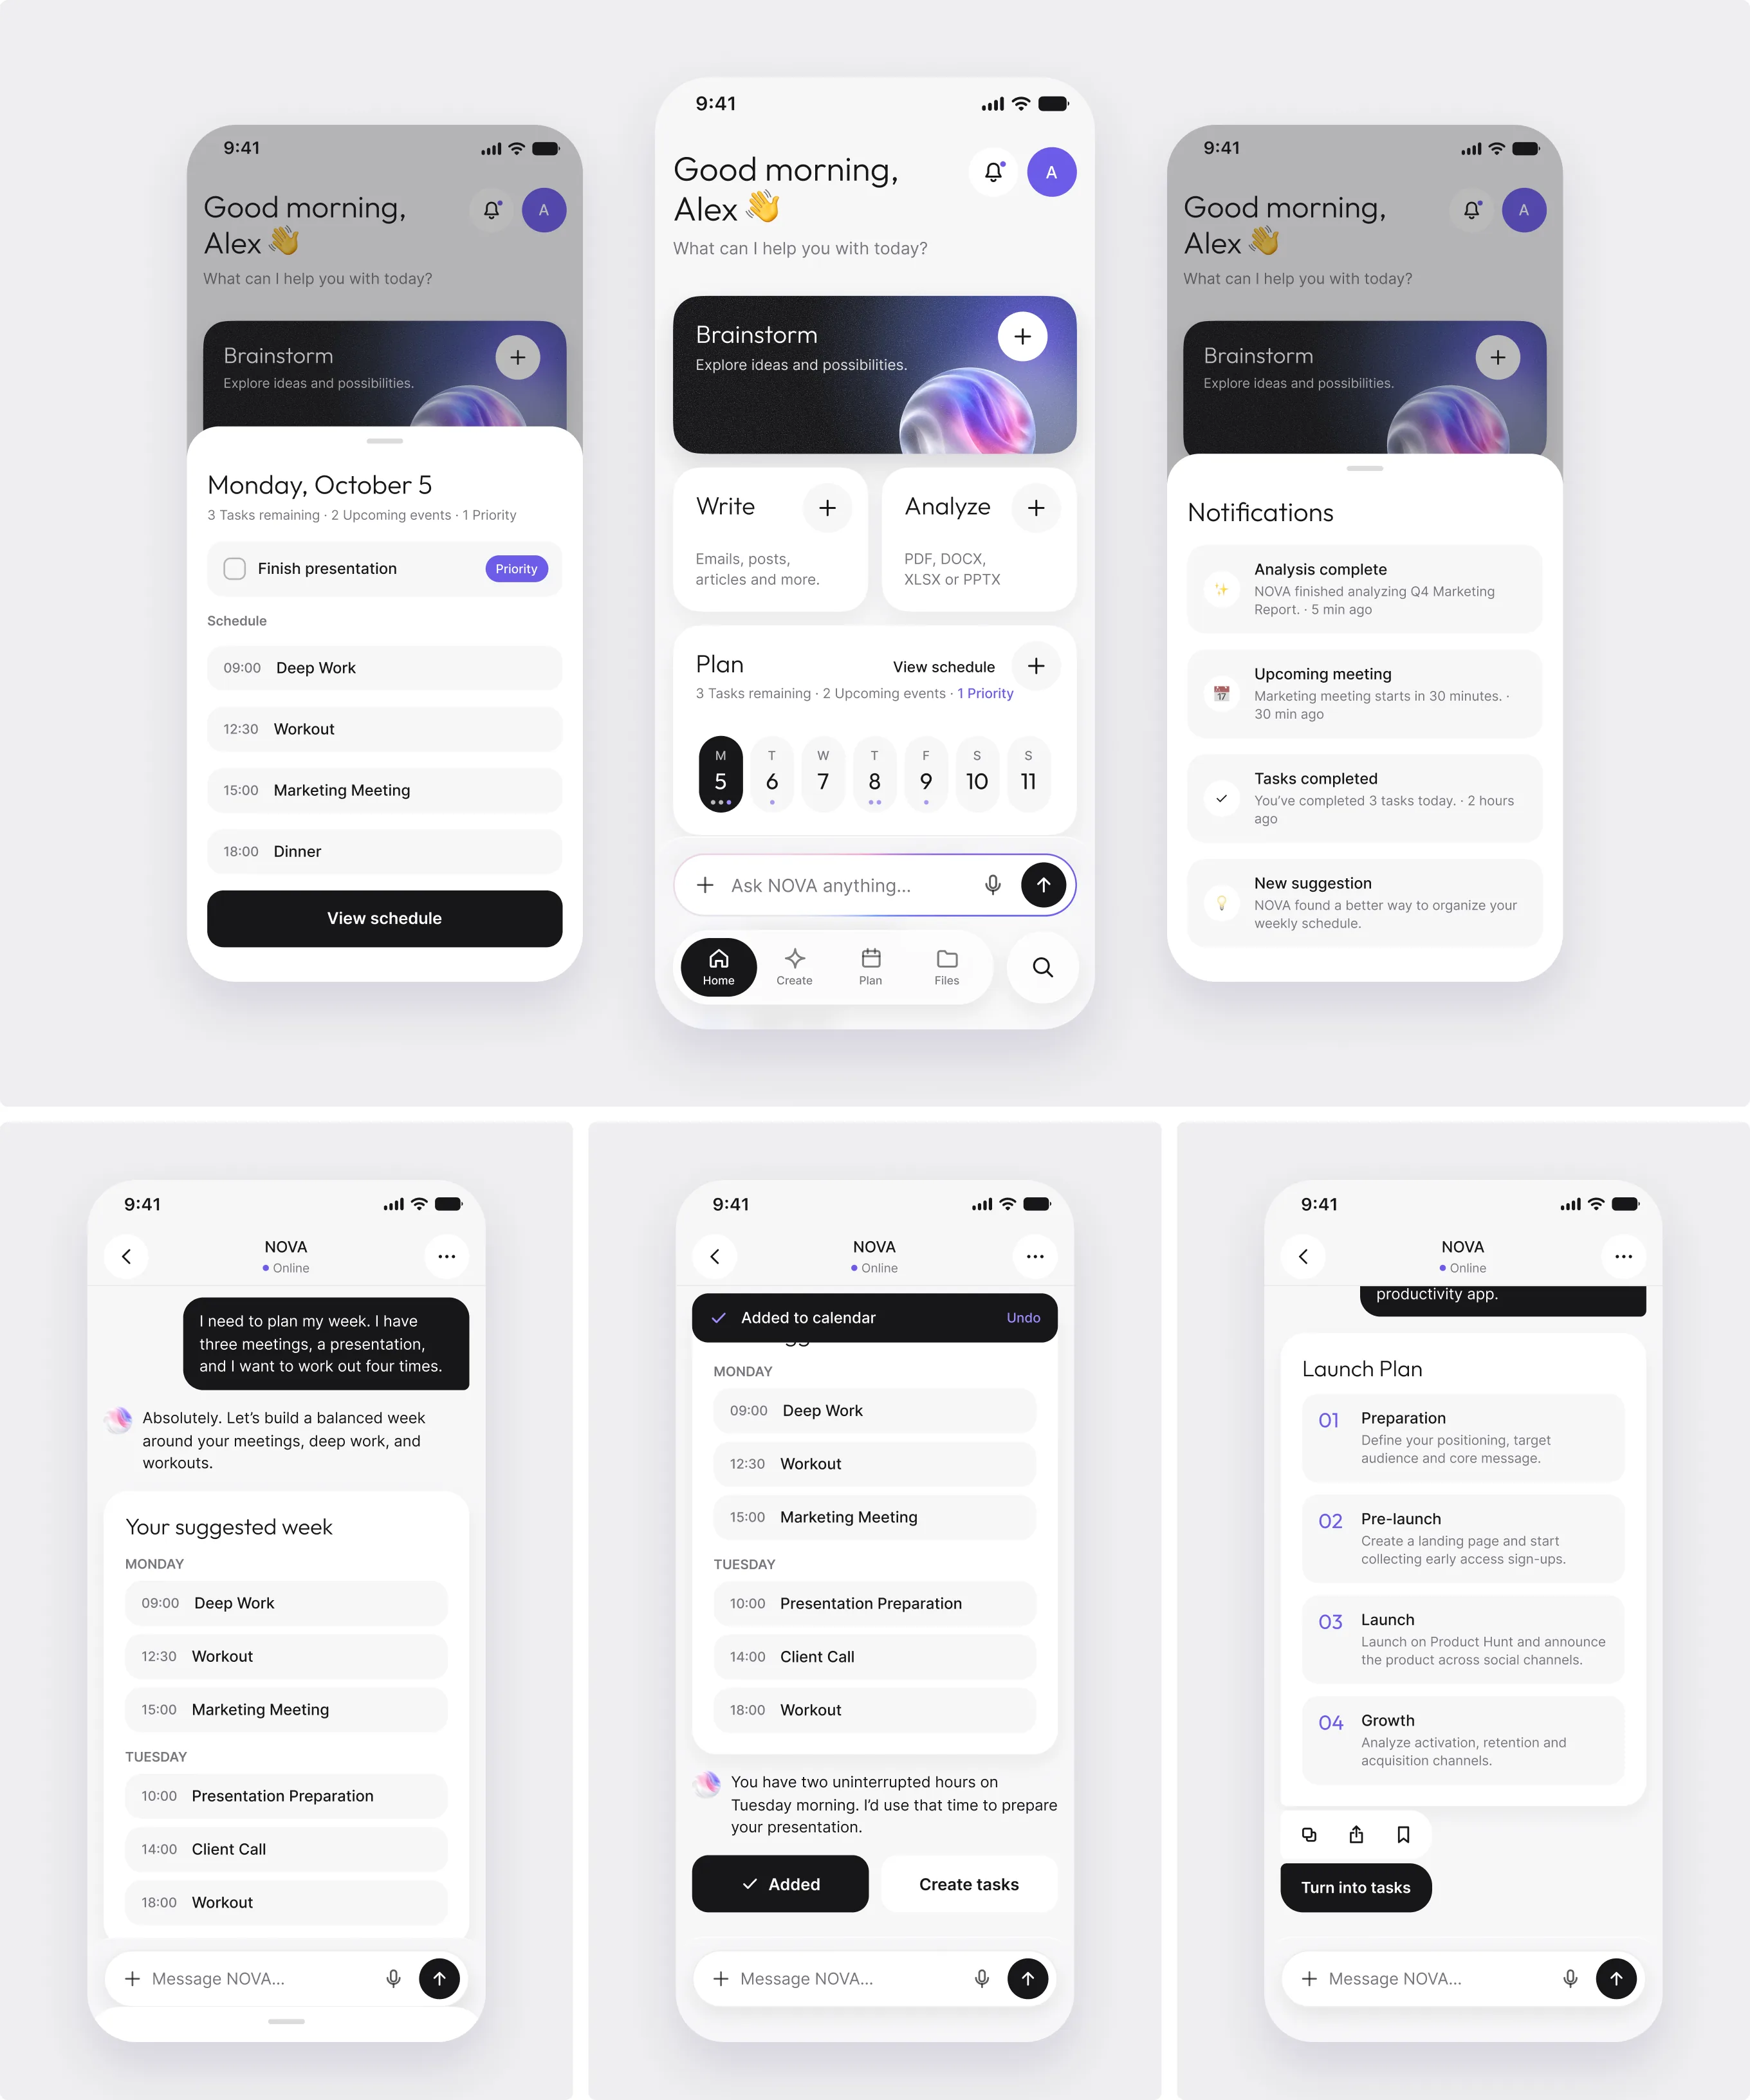 9:41
Good morning,
Alex 👋
A
What can I help you with today?
Brainstorm
Explore ideas and possibilities.
Monday, October 5
3 Tasks remaining · 2 Upcoming events · 1 Priority
Finish presentation
Priority
Schedule
09:00 Deep Work
12:30 Workout
15:00 Marketing Meeting
18:00 Dinner
View schedule
9:41
Good morning,
Alex 👋
A
What can I help you with today?
Brainstorm
Explore ideas and possibilities.
Write
Emails, posts,
articles and more.
Analyze
PDF, DOCX,
XLSX or PPTX
Plan
View schedule
3 Tasks remaining · 2 Upcoming events · 1 Priority
M T W T F S S
5 6 7 8 9 10 11
Ask NOVA anything...
Home Create Plan Files
9:41
Good morning,
Alex 👋
A
What can I help you with today?
Brainstorm
Explore ideas and possibilities.
Notifications
Analysis complete
NOVA finished analyzing Q4 Marketing
Report. · 5 min ago
17
Upcoming meeting
Marketing meeting starts in 30 minutes. ·
30 min ago
Tasks completed
You've completed 3 tasks today. · 2 hours
ago
New suggestion
NOVA found a better way to organize your
weekly schedule.
9:41
NOVA
Online
I need to plan my week. I have
three meetings, a presentation,
and I want to work out four times.
Absolutely. Let's build a balanced week
around your meetings, deep work, and
workouts.
Your suggested week
MONDAY
09:00 Deep Work
12:30 Workout
15:00 Marketing Meeting
TUESDAY
10:00 Presentation Preparation
14:00 Client Call
18:00 Workout
Message NOVA...
9:41
NOVA
Online
Added to calendar
Undo
MONDAY
09:00 Deep Work
12:30 Workout
15:00 Marketing Meeting
TUESDAY
10:00 Presentation Preparation
14:00 Client Call
18:00 Workout
You have two uninterrupted hours on
Tuesday morning. I'd use that time to prepare
your presentation.
Added
Create tasks
Message NOVA...
9:41
NOVA
Online
productivity app.
Launch Plan
01 Preparation
Define your positioning, target
audience and core message.
02 Pre-launch
Create a landing page and start
collecting early access sign-ups.
03 Launch
Launch on Product Hunt and announce
the product across social channels.
04 Growth
Analyze activation, retention and
acquisition channels.
Turn into tasks
Message NOVA...